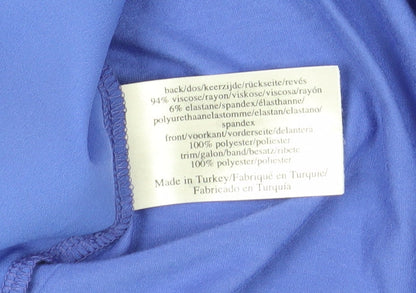 back/dos/keerzijde/rückseite/revés
94% viscose/rayon/viskose/viscosa/rayón
6% elastane/spandex/élasthanne/
polyurethaanelastomme/elastan/elastano/
spandex
front/voorkant/vorderseite/delantera
100% polyester/poliester
trim/galon/band/besatz/ribete
100% polyester/poliester
Made in Turkey/Fabriqué en Turquie/
Fabricado en Turquía